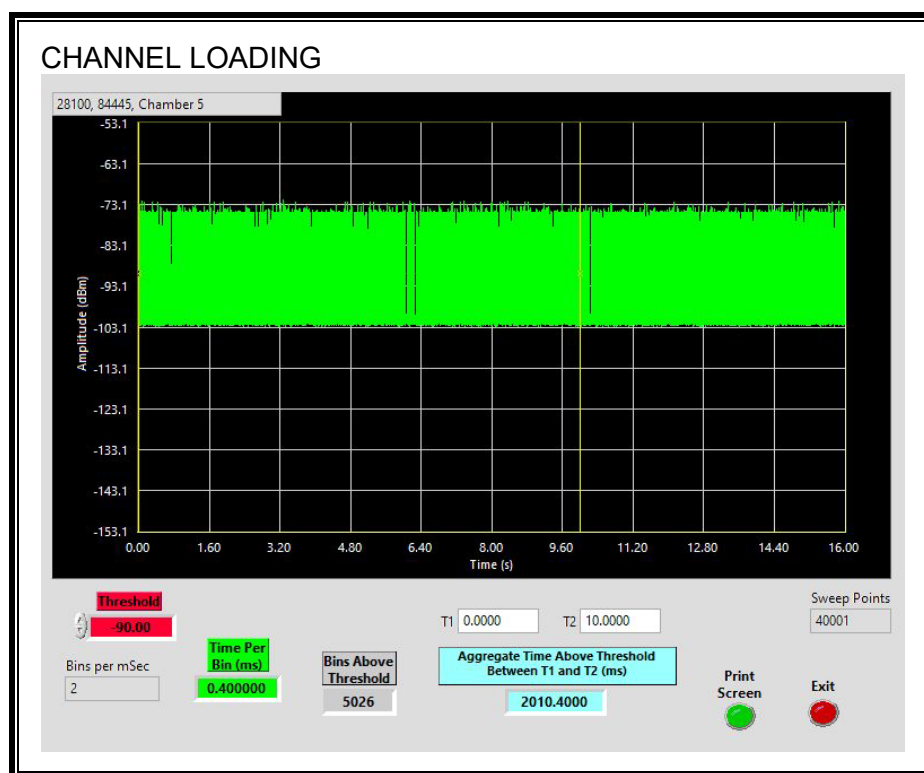 CHANNEL LOADING
28100, 84445, Chamber 5
-53.1
-63.1
-73.1
-83.1
-93.1
-103.1
-113.1
-123.1
-133.1
-143.1
-153.1
Amplitude (dBm)
0.00 1.60 3.20 4.80 6.40 8.00 9.60 11.20 12.80 14.40 16.00
Time (s)
Threshold
-90.00
Bins per mSec
2
Time Per
Bin (ms)
0.400000
Bins Above
Threshold
5026
T1 0.0000 T2 10.0000
Aggregate Time Above Threshold
Between T1 and T2 (ms)
2010.4000
Sweep Points
40001
Print
Screen
Exit